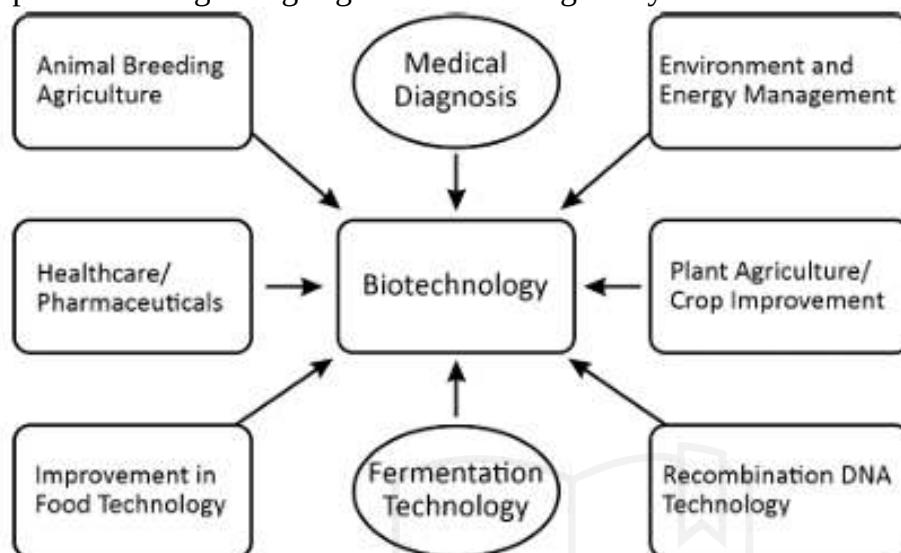 Animal Breeding
Agriculture
Medical
Diagnosis
Environment and
Energy Management
Healthcare/
Pharmaceuticals
Biotechnology
Plant Agriculture/
Crop Improvement
Improvement in
Food Technology
Fermentation
Technology
Recombination DNA
Technology